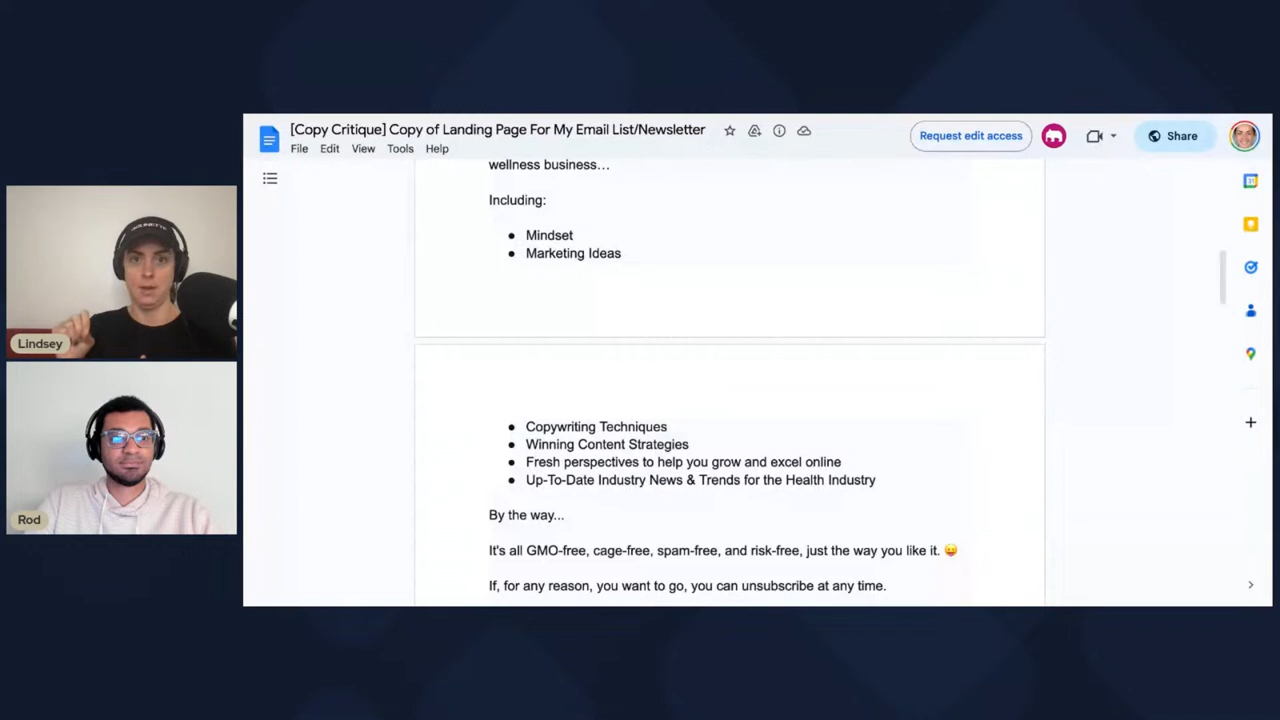 [Copy Critique] Copy of Landing Page For My Email List/Newsletter
File Edit View Tools Help
Request edit access
Share
wellness business…
Including:
● Mindset
● Marketing Ideas
● Copywriting Techniques
● Winning Content Strategies
● Fresh perspectives to help you grow and excel online
● Up-To-Date Industry News & Trends for the Health Industry
By the way...
It's all GMO-free, cage-free, spam-free, and risk-free, just the way you like it. 😛
If, for any reason, you want to go, you can unsubscribe at any time.
Lindsey
Rod